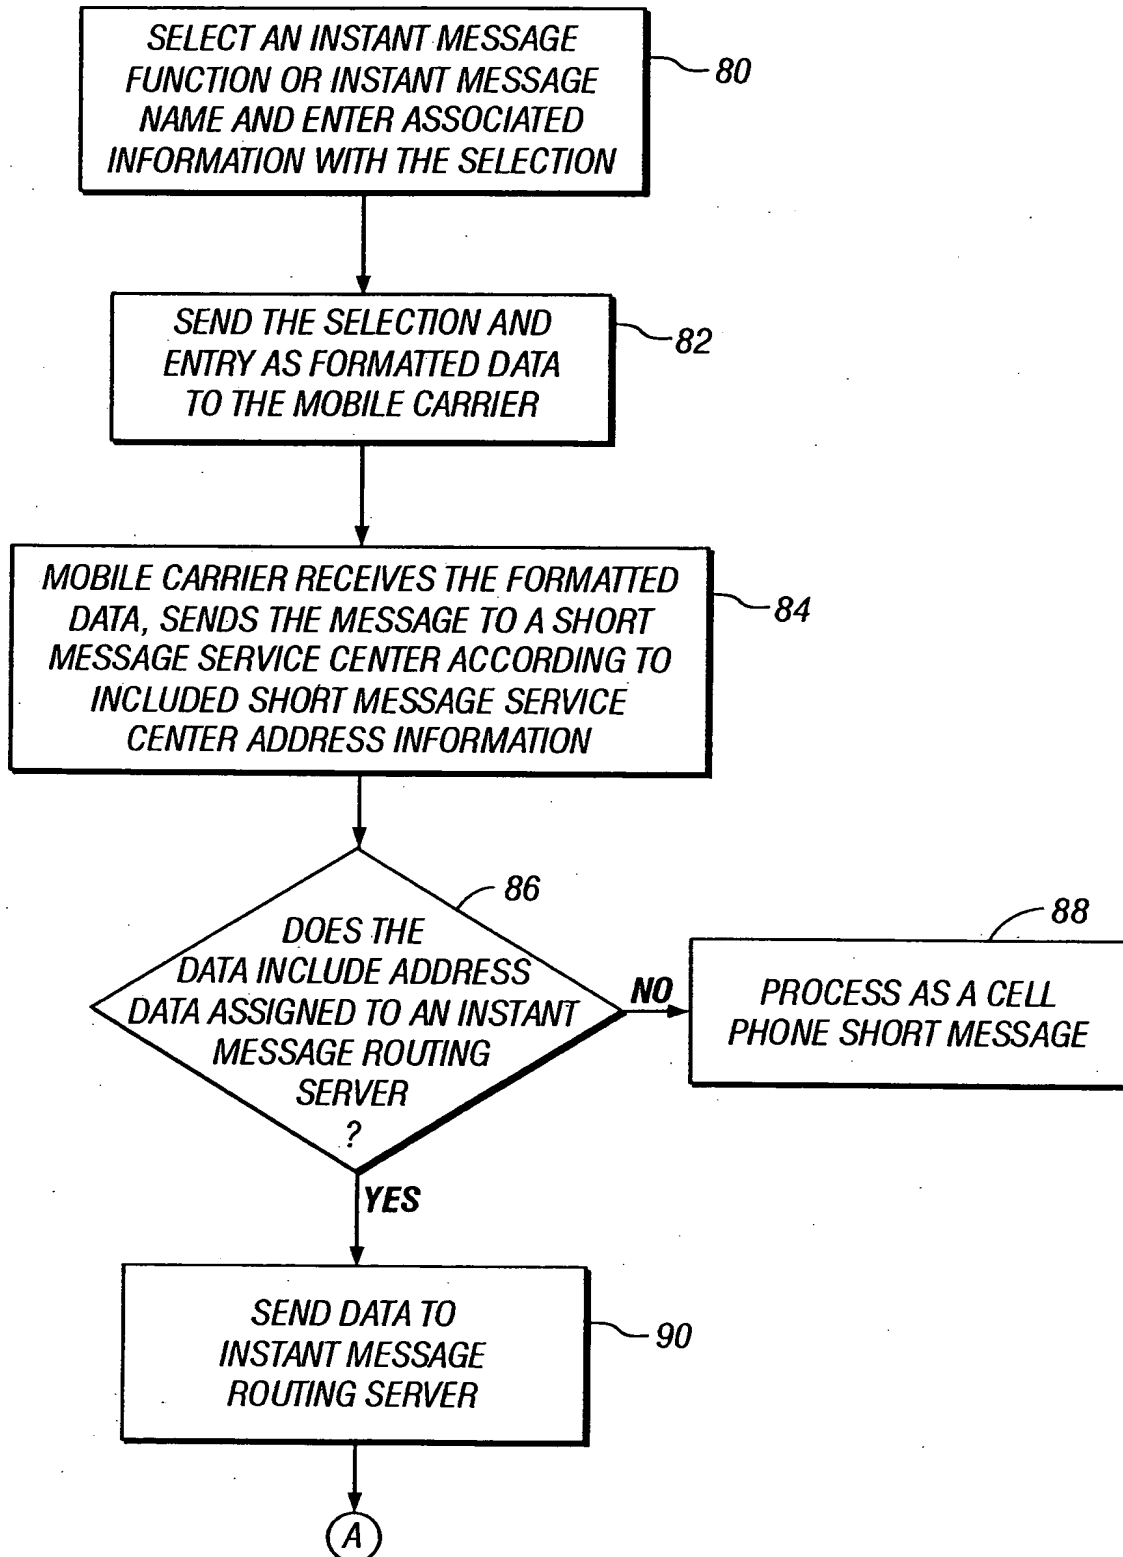 SELECT AN INSTANT MESSAGE
FUNCTION OR INSTANT MESSAGE
NAME AND ENTER ASSOCIATED
INFORMATION WITH THE SELECTION
80
SEND THE SELECTION AND
ENTRY AS FORMATTED DATA
TO THE MOBILE CARRIER
82
MOBILE CARRIER RECEIVES THE FORMATTED
DATA, SENDS THE MESSAGE TO A SHORT
MESSAGE SERVICE CENTER ACCORDING TO
INCLUDED SHORT MESSAGE SERVICE
CENTER ADDRESS INFORMATION
84
86
DOES THE
DATA INCLUDE ADDRESS
DATA ASSIGNED TO AN INSTANT
MESSAGE ROUTING
SERVER
?
NO
88
PROCESS AS A CELL
PHONE SHORT MESSAGE
YES
SEND DATA TO
INSTANT MESSAGE
ROUTING SERVER
90
A